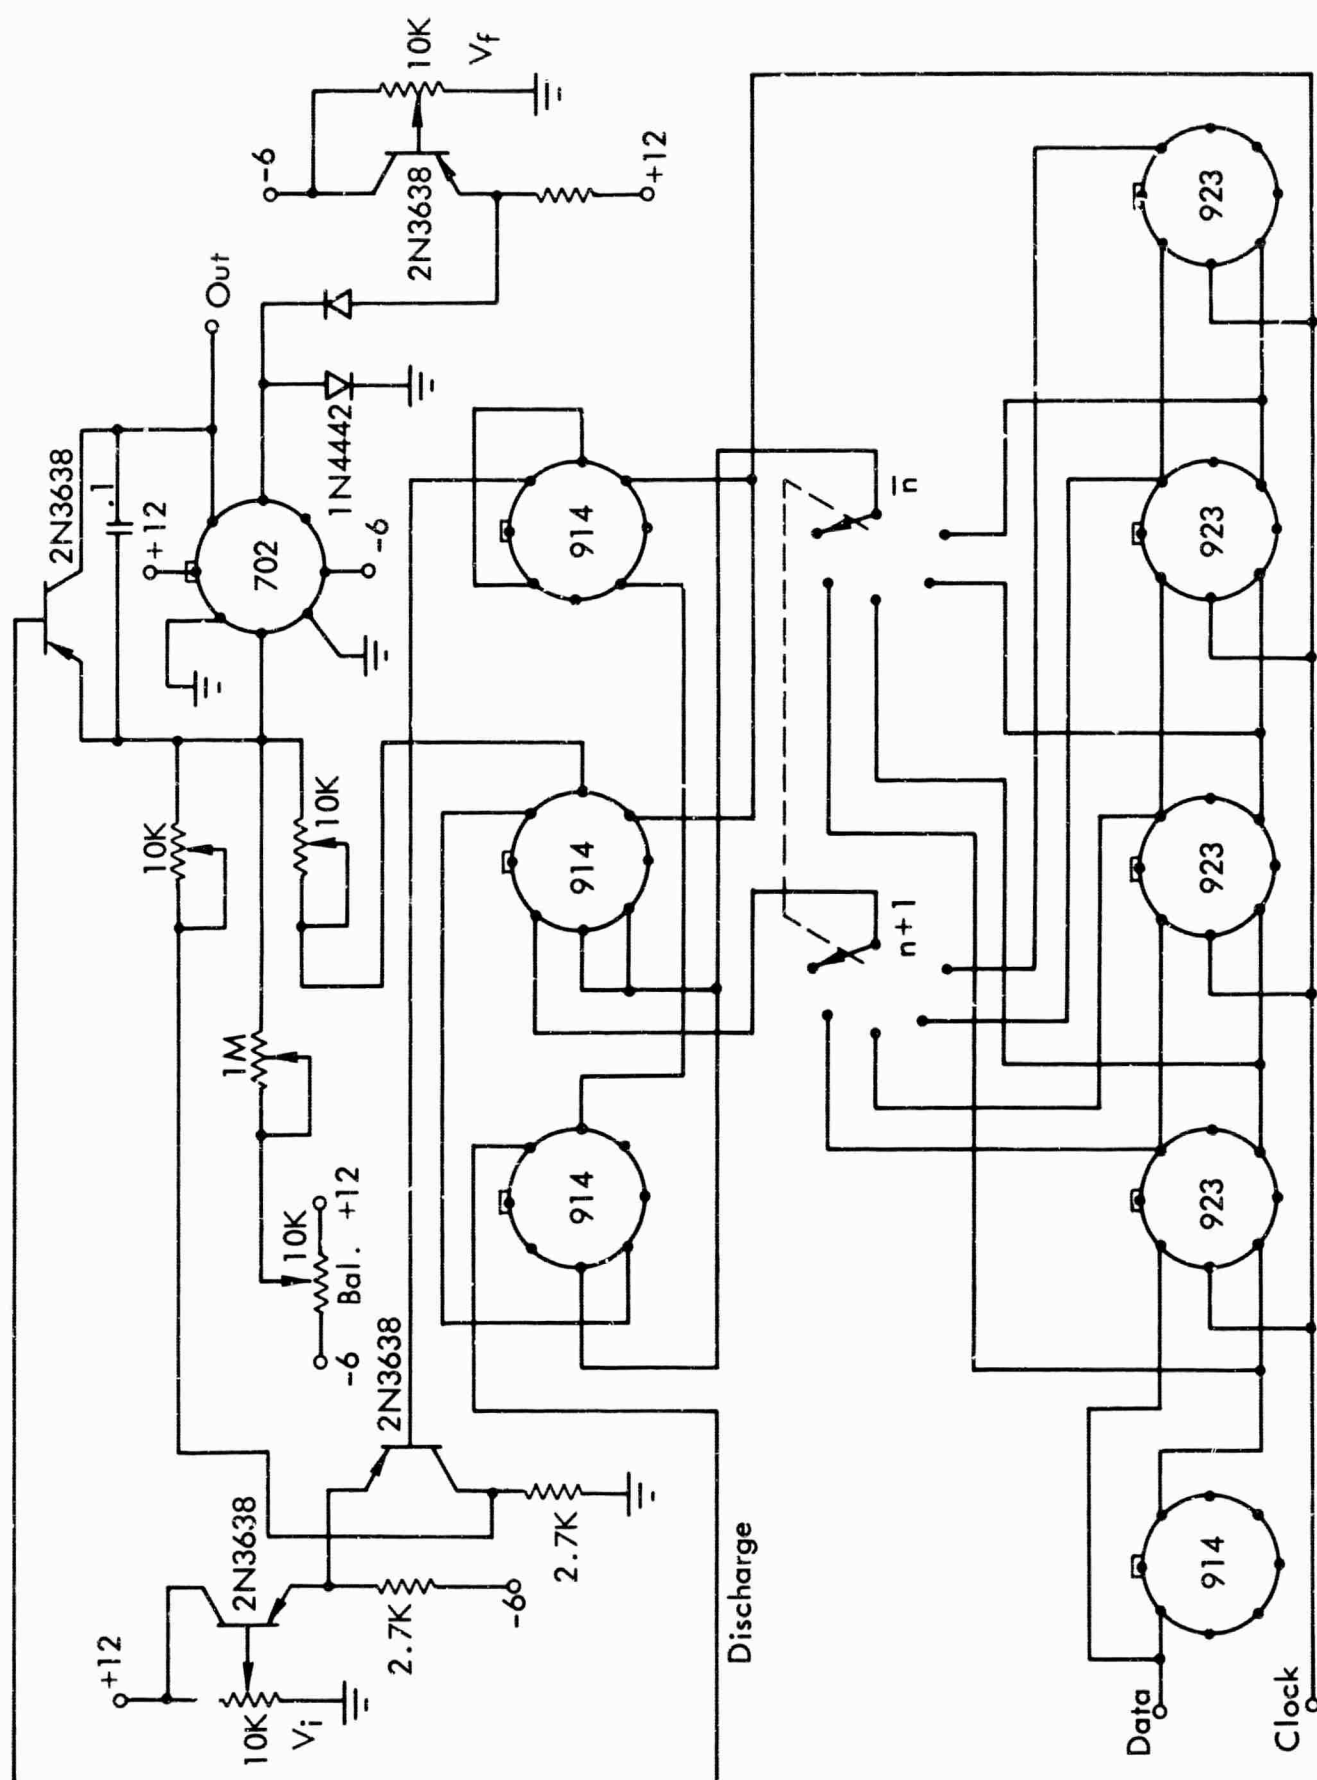 +12
10K
Vi
2N3638
2.7K
-6
2N3638
2.7K
-6
10K
Bal.
+12
1M
10K
10K
2N3638
.1
+12
702
-6
1N4442
Out
-6
2N3638
+12
10K
Vf
914
914
914
Discharge
n+1
n̄
Data
Clock
914
923
923
923
923